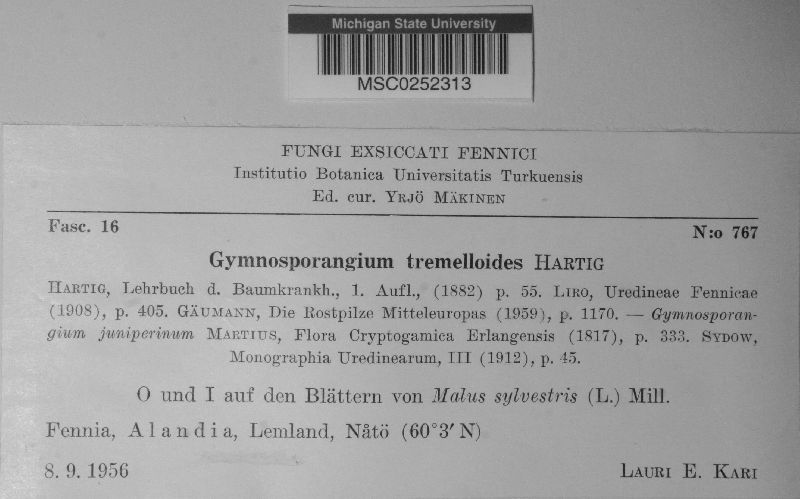 Michigan State University
MSC0252313
FUNGI EXSICCATI FENNICI
Institutio Botanica Universitatis Turkuensis
Ed. cur. YRJÖ MÄKINEN
Fasc. 16 N:o 767
Gymnosporangium tremelloides HARTIG
HARTIG, Lehrbuch d. Baumkrankh., 1. Aufl., (1882) p. 55. LIRO, Uredineae Fennicae
(1908), p. 405. GÄUMANN, Die Rostpilze Mitteleuropas (1959), p. 1170. — Gymnosporan-
gium juniperinum MARTIUS, Flora Cryptogamica Erlangensis (1817), p. 333. SYDOW,
Monographia Uredinearum, III (1912), p. 45.
O und I auf den Blättern von Malus sylvestris (L.) Mill.
Fennia, Alandia, Lemland, Nåtö (60°3′ N)
8. 9. 1956 LAURI E. KARI